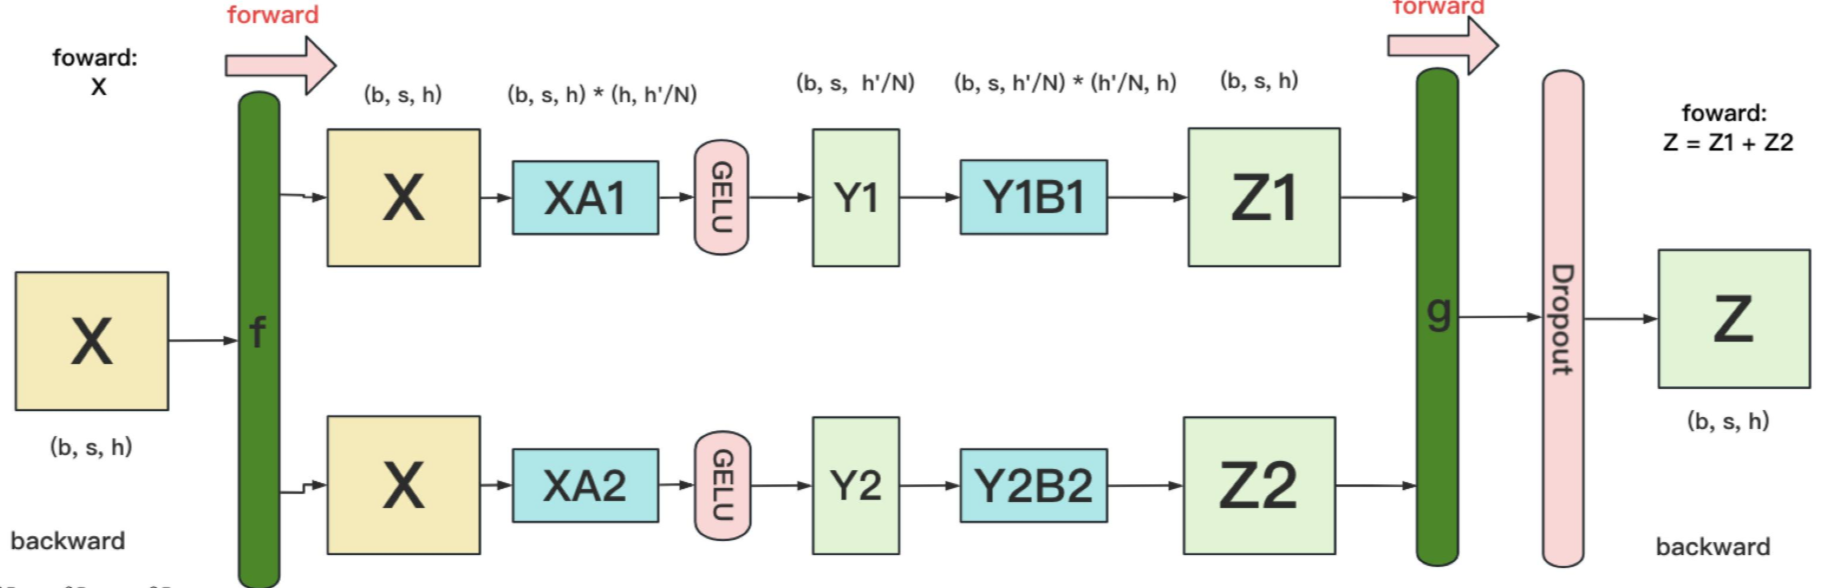 forward
forward
foward:
X
(b, s, h)
(b, s, h) * (h, h'/N)
(b, s, h'/N)
(b, s, h'/N) * (h'/N, h)
(b, s, h)
foward:
Z = Z1 + Z2
X
XA1
GELU
Y1
Y1B1
Z1
X
f
g
Dropout
Z
(b, s, h)
(b, s, h)
X
XA2
GELU
Y2
Y2B2
Z2
backward
backward